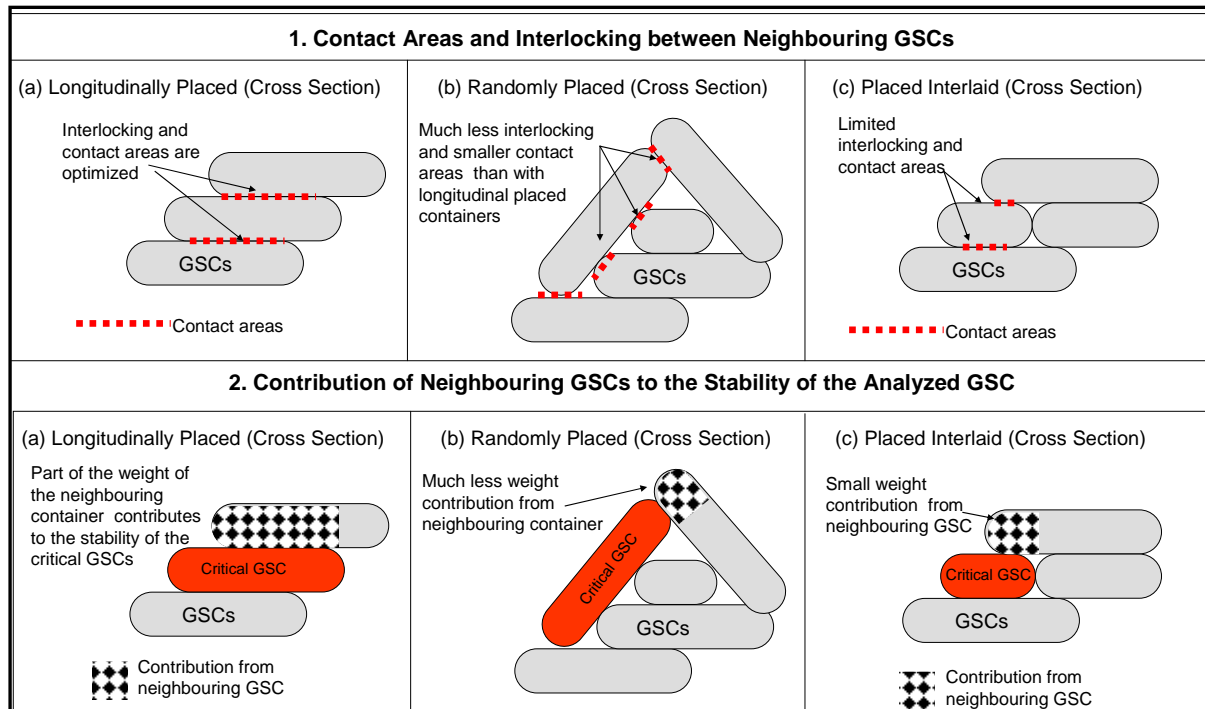 1. Contact Areas and Interlocking between Neighbouring GSCs
(a) Longitudinally Placed (Cross Section)
Interlocking and
contact areas are
optimized
GSCs
Contact areas
(b) Randomly Placed (Cross Section)
Much less interlocking
and smaller contact
areas than with
longitudinal placed
containers
GSCs
(c) Placed Interlaid (Cross Section)
Limited
interlocking and
contact areas
GSCs
Contact areas
2. Contribution of Neighbouring GSCs to the Stability of the Analyzed GSC
(a) Longitudinally Placed (Cross Section)
Part of the weight of
the neighbouring
container contributes
to the stability of the
critical GSCs
Critical GSC
GSCs
Contribution from
neighbouring GSC
(b) Randomly Placed (Cross Section)
Much less weight
contribution from
neighbouring container
Critical GSC
GSCs
(c) Placed Interlaid (Cross Section)
Small weight
contribution from
neighbouring GSC
Critical GSC
GSCs
Contribution from
neighbouring GSC